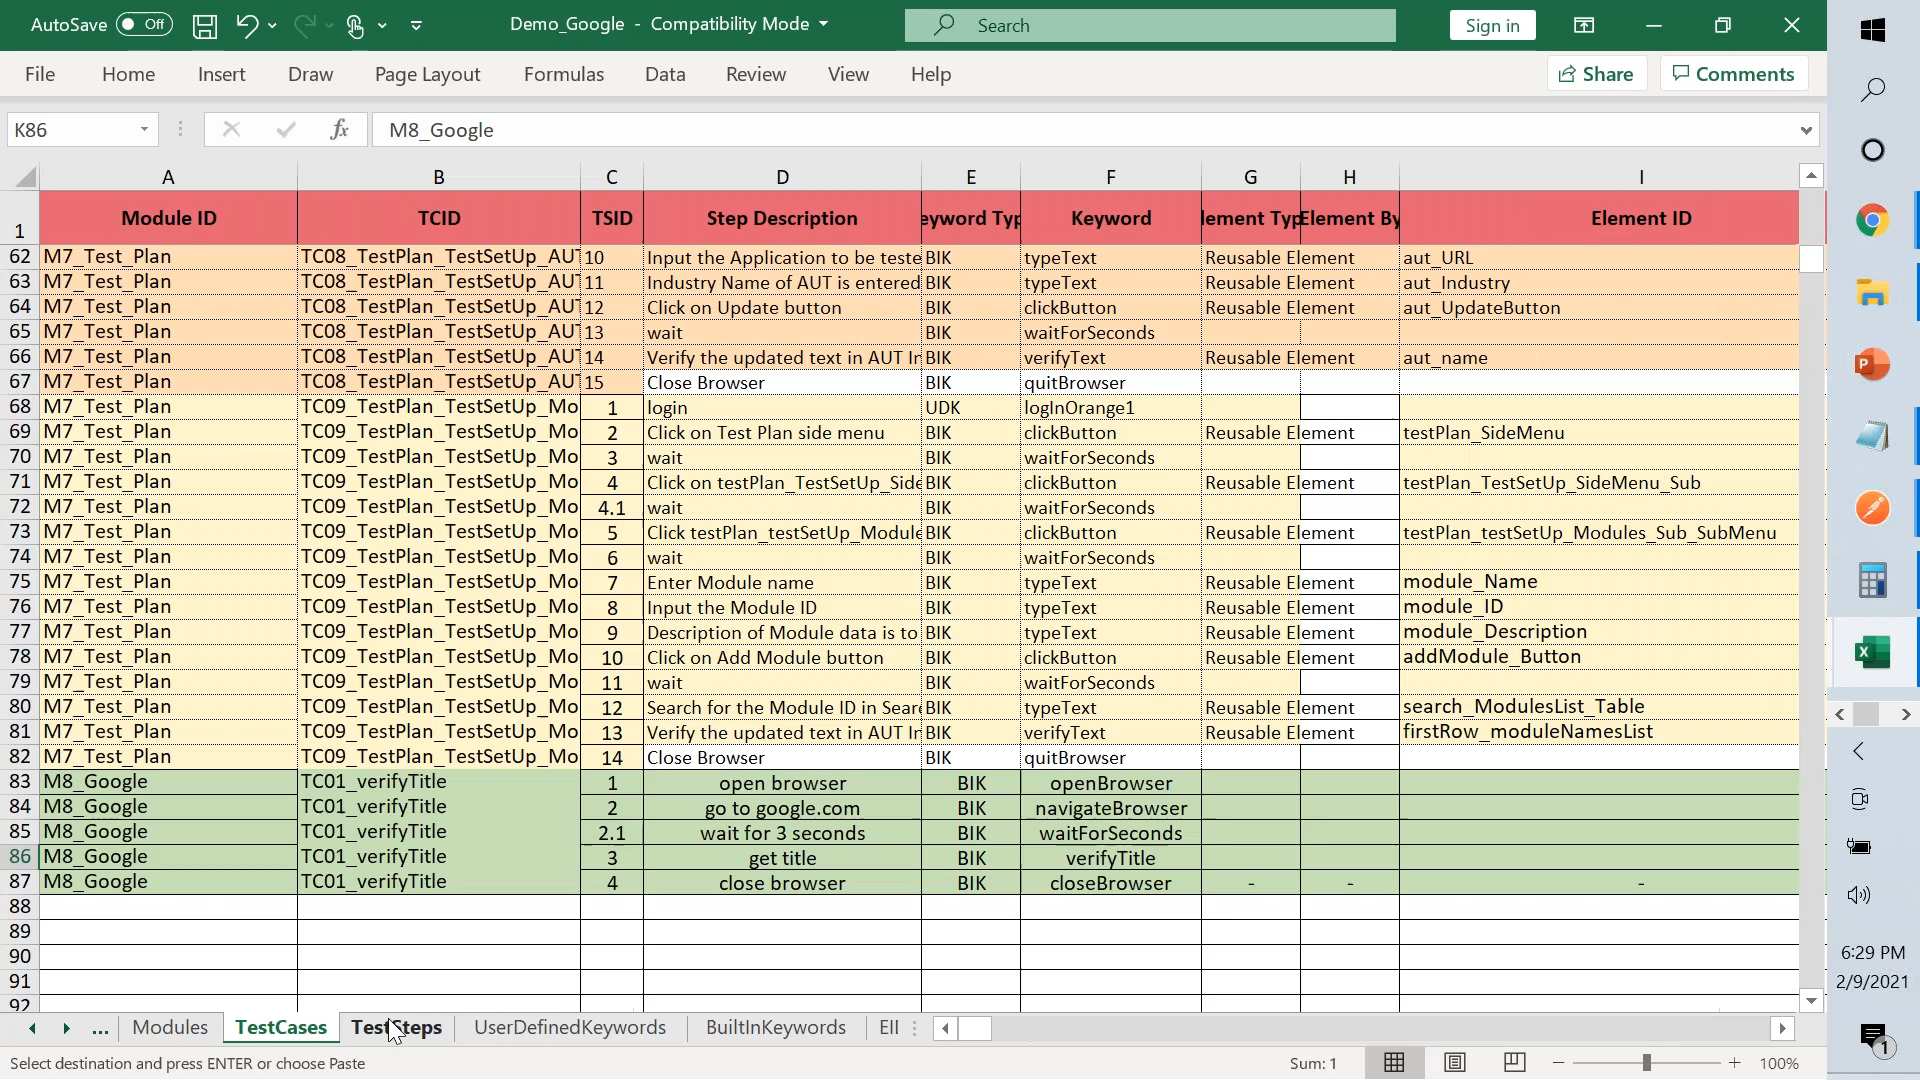 AutoSave Off
Demo_Google - Compatibility Mode
Search
Sign in
File Home Insert Draw Page Layout Formulas Data Review View Help
Share Comments
K86 fx M8_Google
A B C D E F G H I
1 Module ID TCID TSID Step Description eyword Typ Keyword lement Typ Element By Element ID
62 M7_Test_Plan TC08_TestPlan_TestSetUp_AUT 10 Input the Application to be teste BIK typeText Reusable Element aut_URL
63 M7_Test_Plan TC08_TestPlan_TestSetUp_AUT 11 Industry Name of AUT is entered BIK typeText Reusable Element aut_Industry
64 M7_Test_Plan TC08_TestPlan_TestSetUp_AUT 12 Click on Update button BIK clickButton Reusable Element aut_UpdateButton
65 M7_Test_Plan TC08_TestPlan_TestSetUp_AUT 13 wait BIK waitForSeconds
66 M7_Test_Plan TC08_TestPlan_TestSetUp_AUT 14 Verify the updated text in AUT In BIK verifyText Reusable Element aut_name
67 M7_Test_Plan TC08_TestPlan_TestSetUp_AUT 15 Close Browser BIK quitBrowser
68 M7_Test_Plan TC09_TestPlan_TestSetUp_Mo 1 login UDK logInOrange1
69 M7_Test_Plan TC09_TestPlan_TestSetUp_Mo 2 Click on Test Plan side menu BIK clickButton Reusable Element testPlan_SideMenu
70 M7_Test_Plan TC09_TestPlan_TestSetUp_Mo 3 wait BIK waitForSeconds
71 M7_Test_Plan TC09_TestPlan_TestSetUp_Mo 4 Click on testPlan_TestSetUp_Side BIK clickButton Reusable Element testPlan_TestSetUp_SideMenu_Sub
72 M7_Test_Plan TC09_TestPlan_TestSetUp_Mo 4.1 wait BIK waitForSeconds
73 M7_Test_Plan TC09_TestPlan_TestSetUp_Mo 5 Click testPlan_testSetUp_Module BIK clickButton Reusable Element testPlan_testSetUp_Modules_Sub_SubMenu
74 M7_Test_Plan TC09_TestPlan_TestSetUp_Mo 6 wait BIK waitForSeconds
75 M7_Test_Plan TC09_TestPlan_TestSetUp_Mo 7 Enter Module name BIK typeText Reusable Element module_Name
76 M7_Test_Plan TC09_TestPlan_TestSetUp_Mo 8 Input the Module ID BIK typeText Reusable Element module_ID
77 M7_Test_Plan TC09_TestPlan_TestSetUp_Mo 9 Description of Module data is to BIK typeText Reusable Element module_Description
78 M7_Test_Plan TC09_TestPlan_TestSetUp_Mo 10 Click on Add Module button BIK clickButton Reusable Element addModule_Button
79 M7_Test_Plan TC09_TestPlan_TestSetUp_Mo 11 wait BIK waitForSeconds
80 M7_Test_Plan TC09_TestPlan_TestSetUp_Mo 12 Search for the Module ID in Sear BIK typeText Reusable Element search_ModulesList_Table
81 M7_Test_Plan TC09_TestPlan_TestSetUp_Mo 13 Verify the updated text in AUT In BIK verifyText Reusable Element firstRow_moduleNamesList
82 M7_Test_Plan TC09_TestPlan_TestSetUp_Mo 14 Close Browser BIK quitBrowser
83 M8_Google TC01_verifyTitle 1 open browser BIK openBrowser
84 M8_Google TC01_verifyTitle 2 go to google.com BIK navigateBrowser
85 M8_Google TC01_verifyTitle 2.1 wait for 3 seconds BIK waitForSeconds
86 M8_Google TC01_verifyTitle 3 get title BIK verifyTitle
87 M8_Google TC01_verifyTitle 4 close browser BIK closeBrowser - - -
88
89
90
91
92
... Modules TestCases TestSteps UserDefinedKeywords BuiltInKeywords Ell
Select destination and press ENTER or choose Paste Sum: 1 100%
6:29 PM
2/9/2021
1